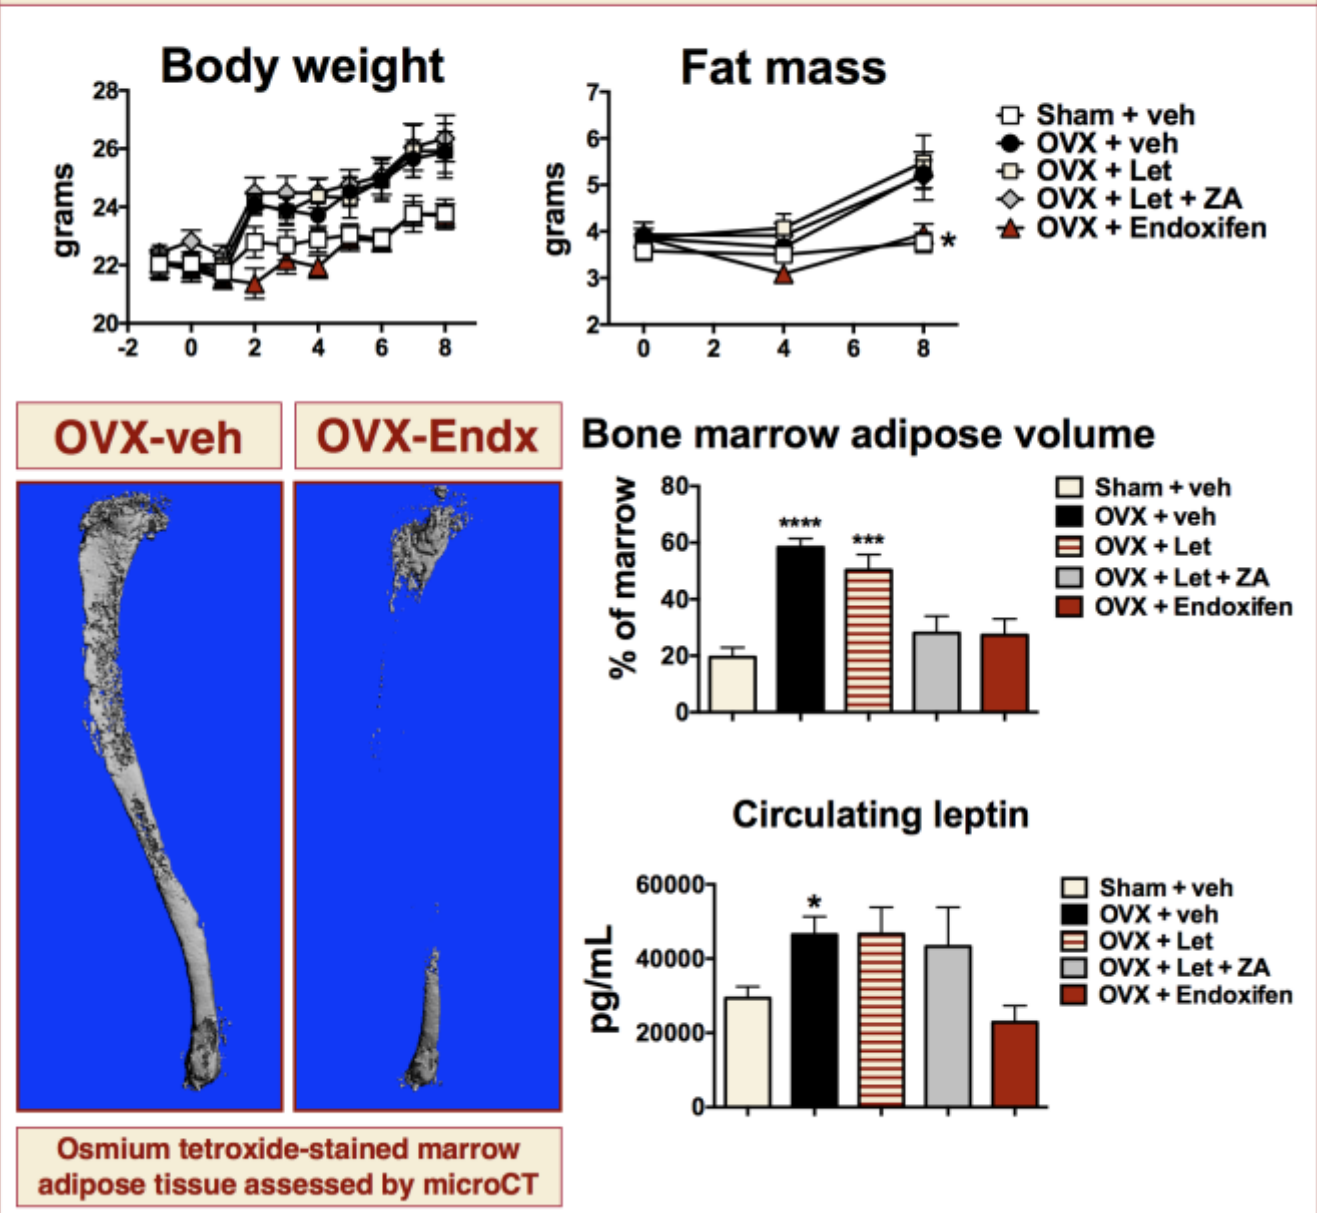 Body weight
28
26
24
22
20
grams
-2 0 2 4 6 8
Fat mass
7
6
5
4
3
2
grams
0 2 4 6 8
*
Sham + veh
OVX + veh
OVX + Let
OVX + Let + ZA
OVX + Endoxifen
OVX-veh
OVX-Endx
Osmium tetroxide-stained marrow
adipose tissue assessed by microCT
Bone marrow adipose volume
80
60
40
20
0
% of marrow
****
***
Sham + veh
OVX + veh
OVX + Let
OVX + Let + ZA
OVX + Endoxifen
Circulating leptin
60000
40000
20000
0
pg/mL
*
Sham + veh
OVX + veh
OVX + Let
OVX + Let + ZA
OVX + Endoxifen